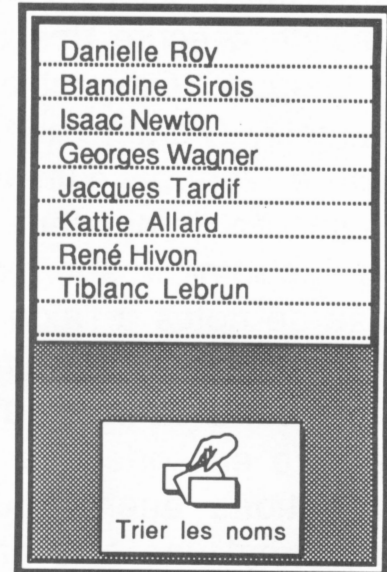 Danielle Roy
Blandine Sirois
Isaac Newton
Georges Wagner
Jacques Tardif
Kattie Allard
René Hivon
Tiblanc Lebrun
Trier les noms